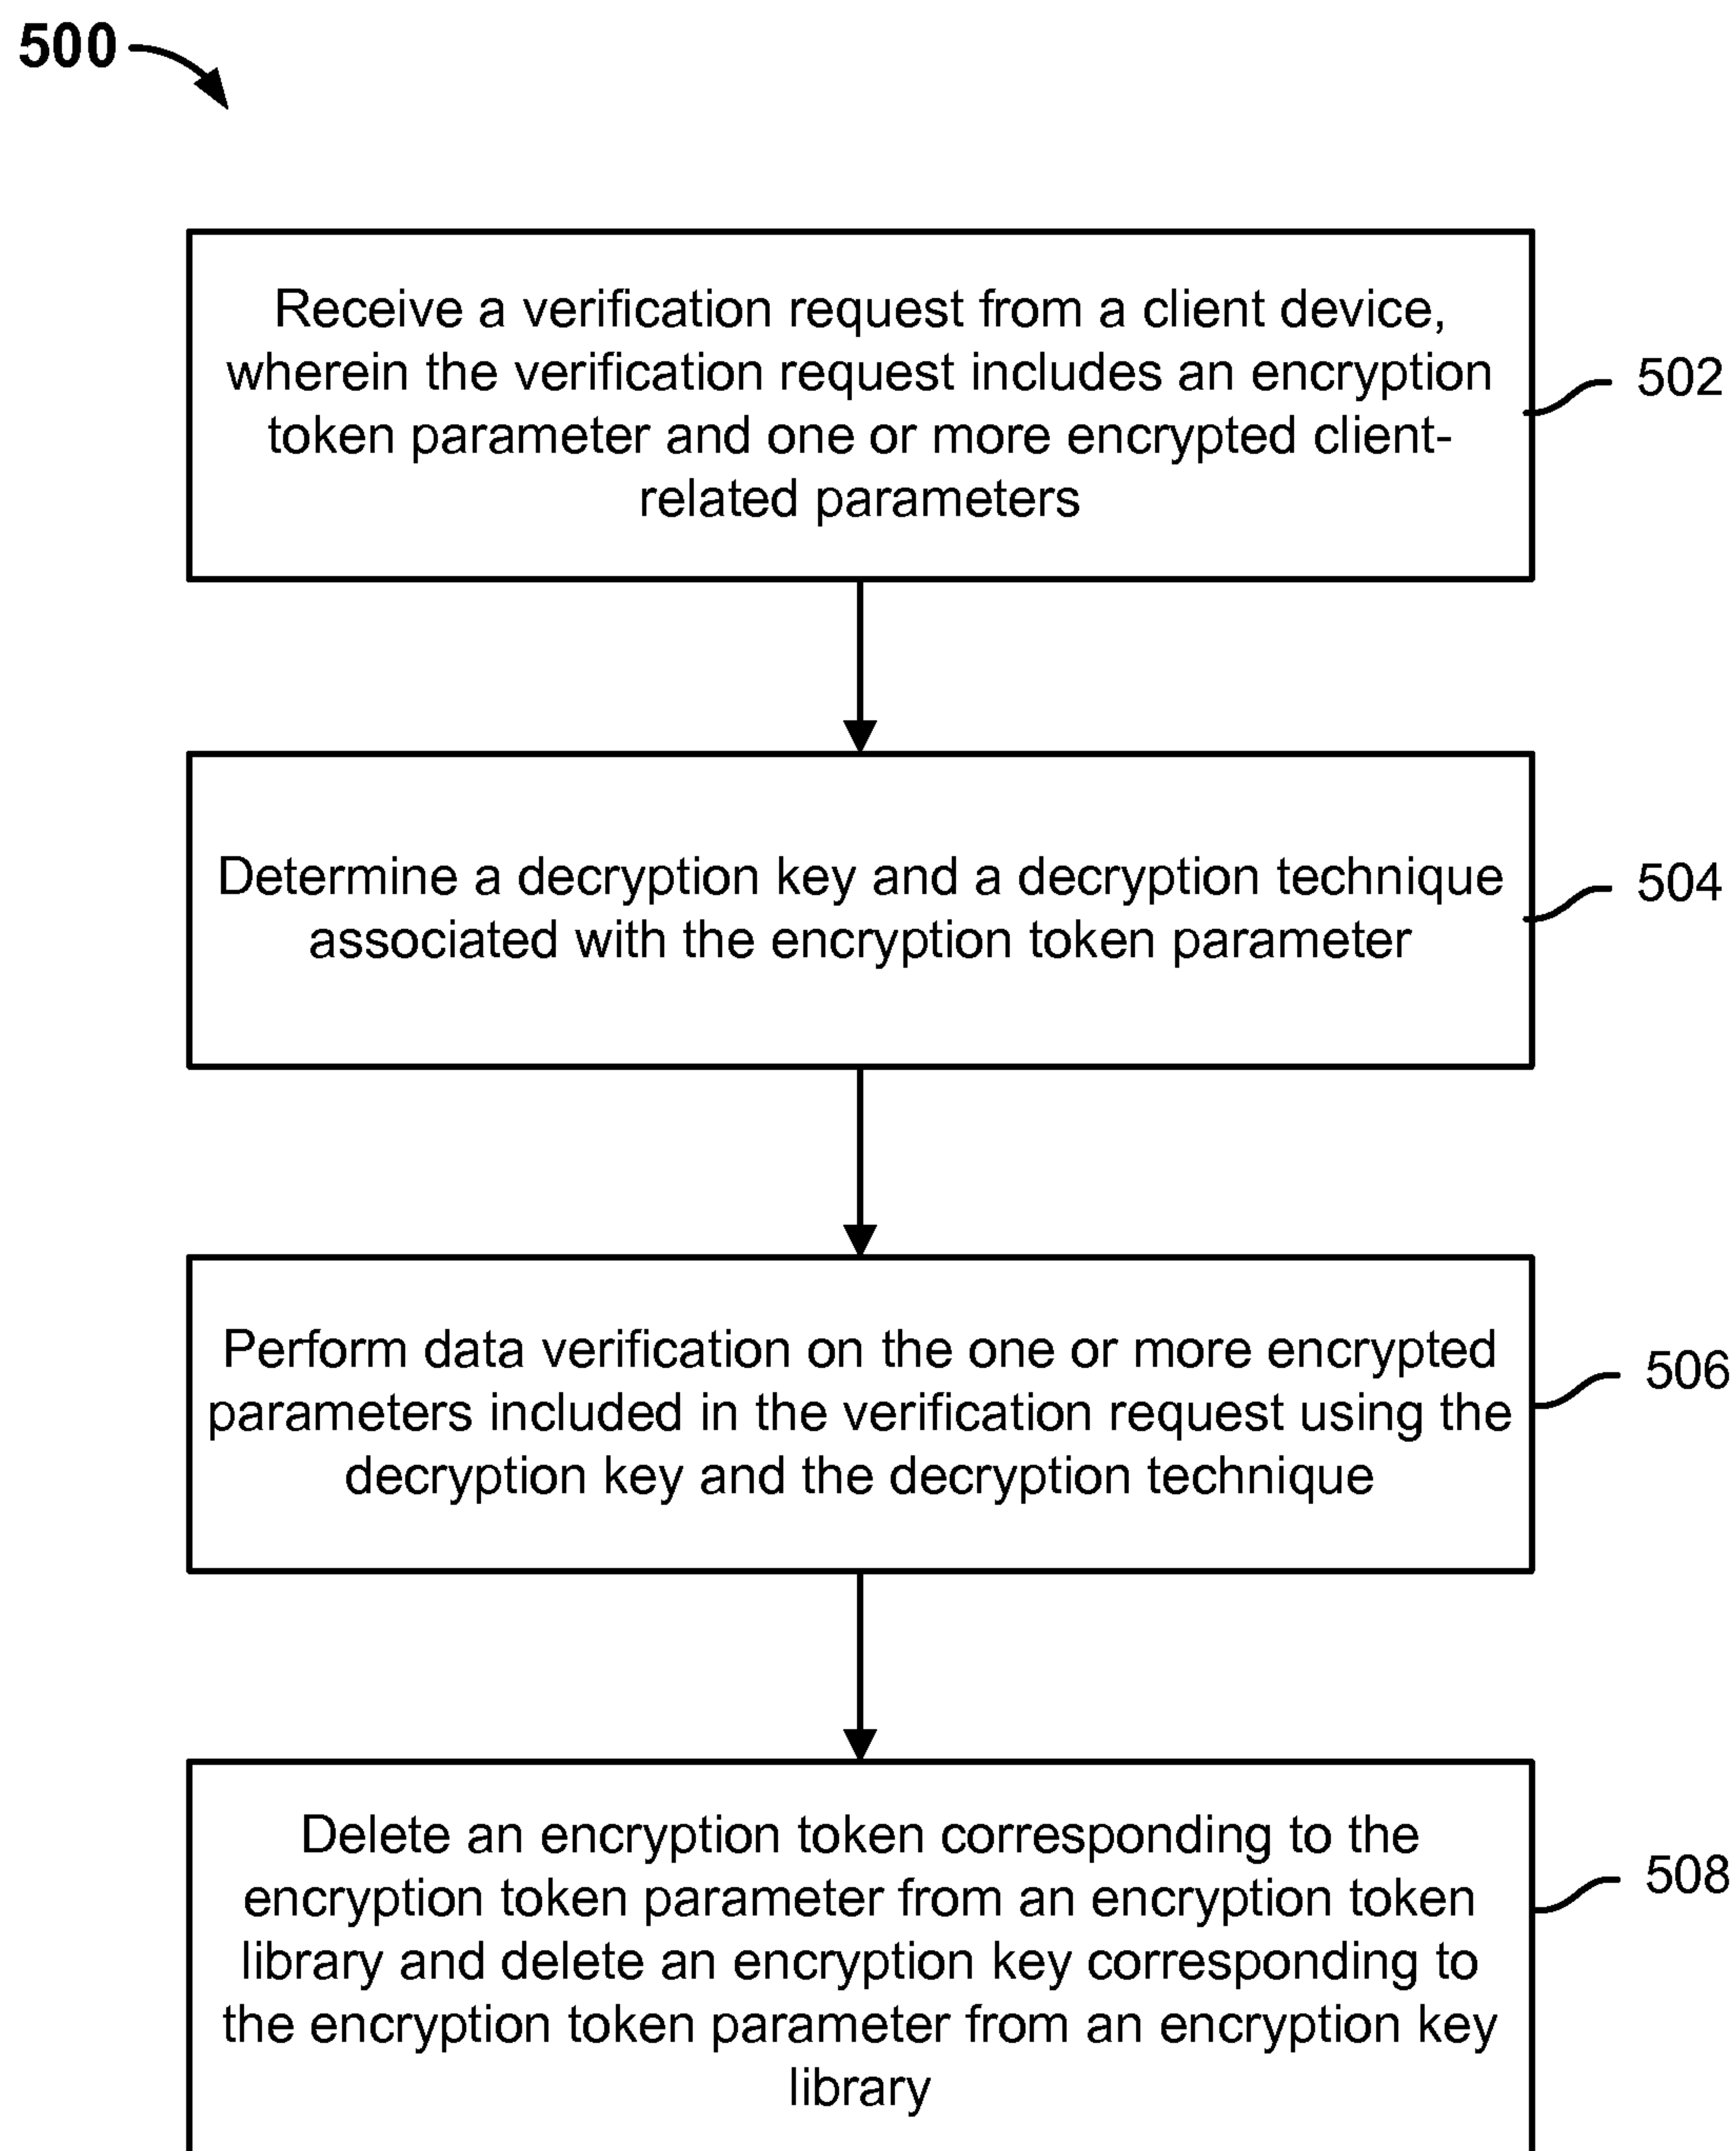 500
Receive a verification request from a client device,
wherein the verification request includes an encryption
token parameter and one or more encrypted client-
related parameters
502
Determine a decryption key and a decryption technique
associated with the encryption token parameter
504
Perform data verification on the one or more encrypted
parameters included in the verification request using the
decryption key and the decryption technique
506
Delete an encryption token corresponding to the
encryption token parameter from an encryption token
library and delete an encryption key corresponding to
the encryption token parameter from an encryption key
library
508